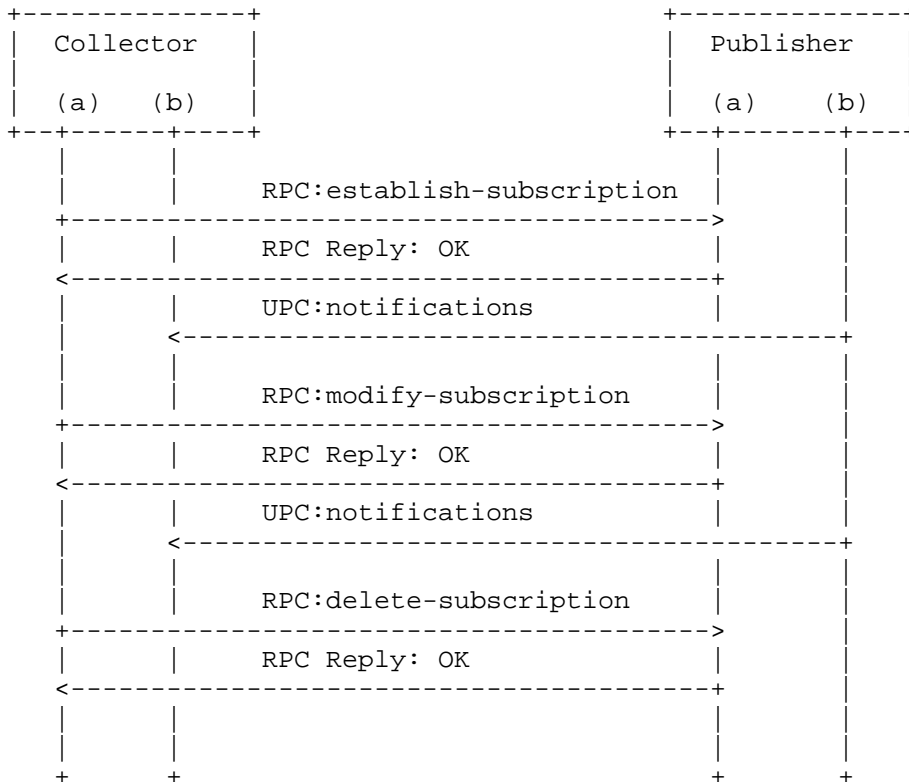 Collector Publisher
(a) (b) (a) (b)
RPC:establish-subscription
RPC Reply: OK
UPC:notifications
RPC:modify-subscription
RPC Reply: OK
UPC:notifications
RPC:delete-subscription
RPC Reply: OK